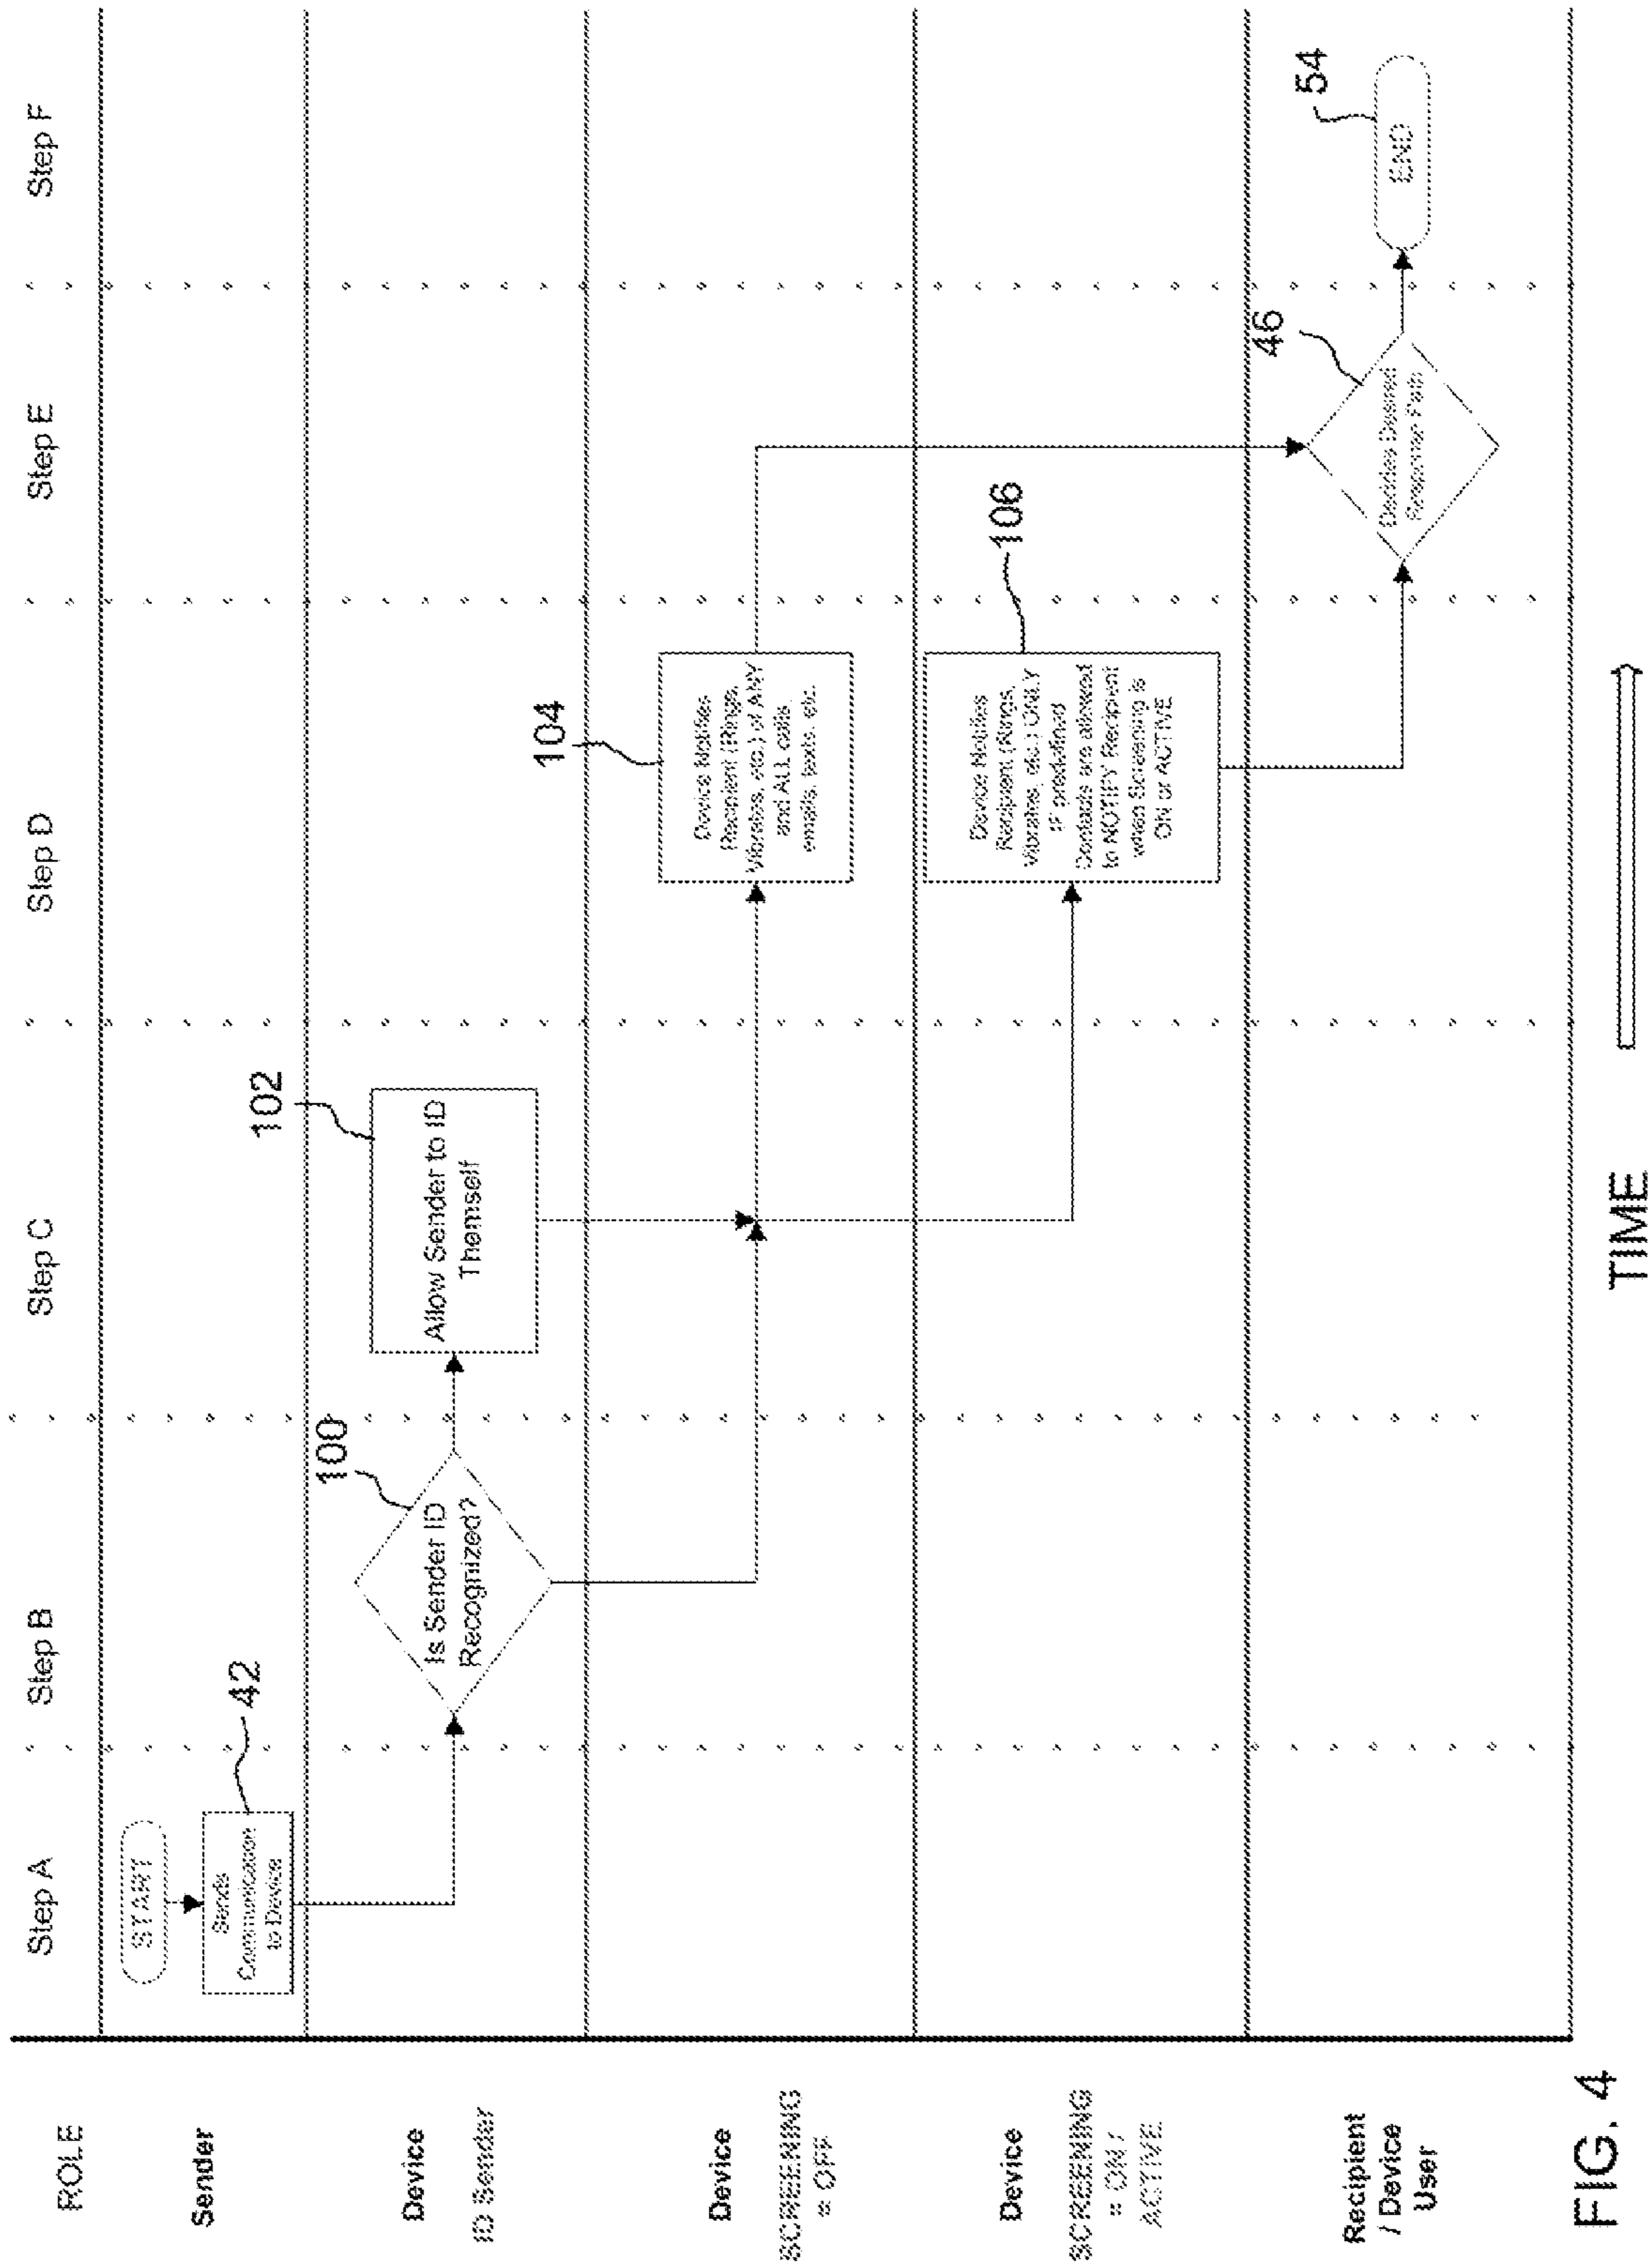 ROLE
Step A
Step B
Step C
Step D
Step E
Step F
Sender
START
Sends
Communication
to Device
42
Device
ID Sender
Is Sender ID
Recognized?
100
Allow Sender to ID
Themself
102
Device
SCREENING
= OFF
Device Notifies
Recipient (Rings,
Vibrates, etc.) of ANY
and ALL calls
emails, texts, etc.
104
Device
SCREENING
= ON /
ACTIVE
Device Notifies
Recipient (Rings,
Vibrates, etc.) ONLY
IF predefined
Contacts are allowed
to NOTIFY Recipient
when Screening is
ON or ACTIVE
106
Recipient
/ Device
User
Decides Desired
Response Path
46
END
54
TIME
FIG. 4